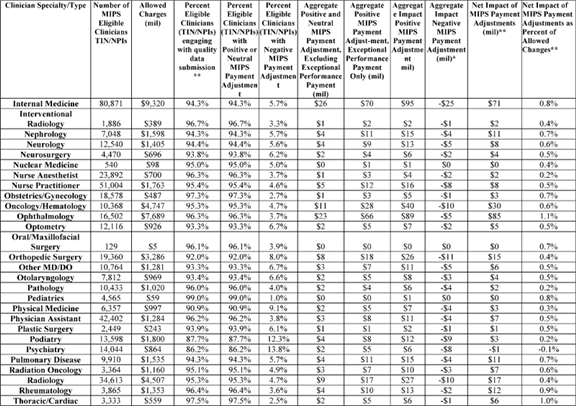 Clinician Specialty/Type | Number of MIPS Eligible Clinicians TIN/NPIs | Allowed Charges (mil) | Percent Eligible Clinicians (TIN/NPIs) engaging with quality data submission ** | Percent Eligible Clinicians (TIN/NPIs) with Positive or Neutral MIPS Payment Adjustment | Percent Eligible Clinicians (TIN/NPIs) with Negative MIPS Payment Adjustment | Aggregate Positive and Neutral MIPS Payment Adjustment, Excluding Exceptional Performance Payment (mil) | Aggregate Positive MIPS Payment Adjust-ment, Exceptional Performance Payment Only (mil) | Aggregate Impact Positive MIPS Payment Adjustment mil) | Aggregate Impact Negative MIPS Payment Adjustment (mil)* | Net Impact of MIPS Payment Adjustments (mil)** | Net Impact of MIPS Payment Adjustments as Percent of Allowed Changes**
Internal Medicine 80,871 $9,320 94.3% 94.3% 5.7% $26 $70 $95 -$25 $71 0.8%
Interventional Radiology 1,886 $389 96.7% 96.7% 3.3% $1 $2 $2 -$1 $2 0.4%
Nephrology 7,048 $1,598 94.3% 94.3% 5.7% $4 $11 $15 -$4 $11 0.7%
Neurology 12,540 $1,405 94.4% 94.4% 5.6% $4 $9 $13 -$5 $8 0.6%
Neurosurgery 4,470 $696 93.8% 93.8% 6.2% $2 $4 $6 -$2 $4 0.5%
Nuclear Medicine 540 $98 95.0% 95.0% 5.0% $0 $1 $1 $0 $0 0.4%
Nurse Anesthetist 23,892 $700 96.3% 96.3% 3.7% $1 $3 $4 -$2 $2 0.2%
Nurse Practitioner 51,004 $1,763 95.4% 95.4% 4.6% $5 $12 $16 -$8 $8 0.5%
Obstetrics/Gynecology 18,578 $487 97.3% 97.3% 2.7% $1 $3 $5 -$1 $3 0.7%
Oncology/Hematology 10,368 $4,747 95.3% 95.3% 4.7% $11 $28 $40 -$10 $30 0.6%
Ophthalmology 16,502 $7,689 96.3% 96.3% 3.7% $23 $66 $89 -$5 $85 1.1%
Optometry 12,116 $926 93.3% 93.3% 6.7% $2 $5 $7 -$2 $5 0.5%
Oral/Maxillofacial Surgery 129 $5 96.1% 96.1% 3.9% $0 $0 $0 $0 $0 0.7%
Orthopedic Surgery 19,360 $3,286 92.0% 92.0% 8.0% $8 $18 $26 -$11 $15 0.4%
Other MD/DO 10,764 $1,281 93.3% 93.3% 6.7% $3 $7 $11 -$5 $6 0.5%
Otolaryngology 7,812 $969 93.4% 93.4% 6.6% $2 $5 $8 -$3 $4 0.5%
Pathology 10,433 $1,020 96.0% 96.0% 4.0% $2 $4 $6 -$4 $2 0.2%
Pediatrics 4,565 $59 99.0% 99.0% 1.0% $0 $0 $1 $0 $0 0.8%
Physical Medicine 6,357 $997 90.9% 90.9% 9.1% $2 $5 $7 -$4 $3 0.3%
Physician Assistant 42,402 $1,284 96.2% 96.2% 3.8% $3 $8 $11 -$4 $7 0.5%
Plastic Surgery 2,449 $243 93.9% 93.9% 6.1% $1 $1 $2 -$1 $1 0.5%
Podiatry 13,598 $1,800 87.7% 87.7% 12.3% $4 $8 $12 -$9 $3 0.2%
Psychiatry 14,044 $864 86.2% 86.2% 13.8% $2 $5 $6 -$8 -$1 -0.1%
Pulmonary Disease 9,910 $1,535 94.3% 94.3% 5.7% $4 $11 $15 -$4 $11 0.7%
Radiation Oncology 3,364 $1,160 95.1% 95.1% 4.9% $3 $7 $10 -$3 $7 0.6%
Radiology 34,613 $4,507 95.3% 95.3% 4.7% $9 $17 $27 -$10 $17 0.4%
Rheumatology 3,865 $1,353 96.4% 96.4% 3.6% $4 $10 $13 -$2 $12 0.9%
Thoracic/Cardiac 3,333 $559 97.5% 97.5% 2.5% $2 $5 $6 -$1 $6 1.0%